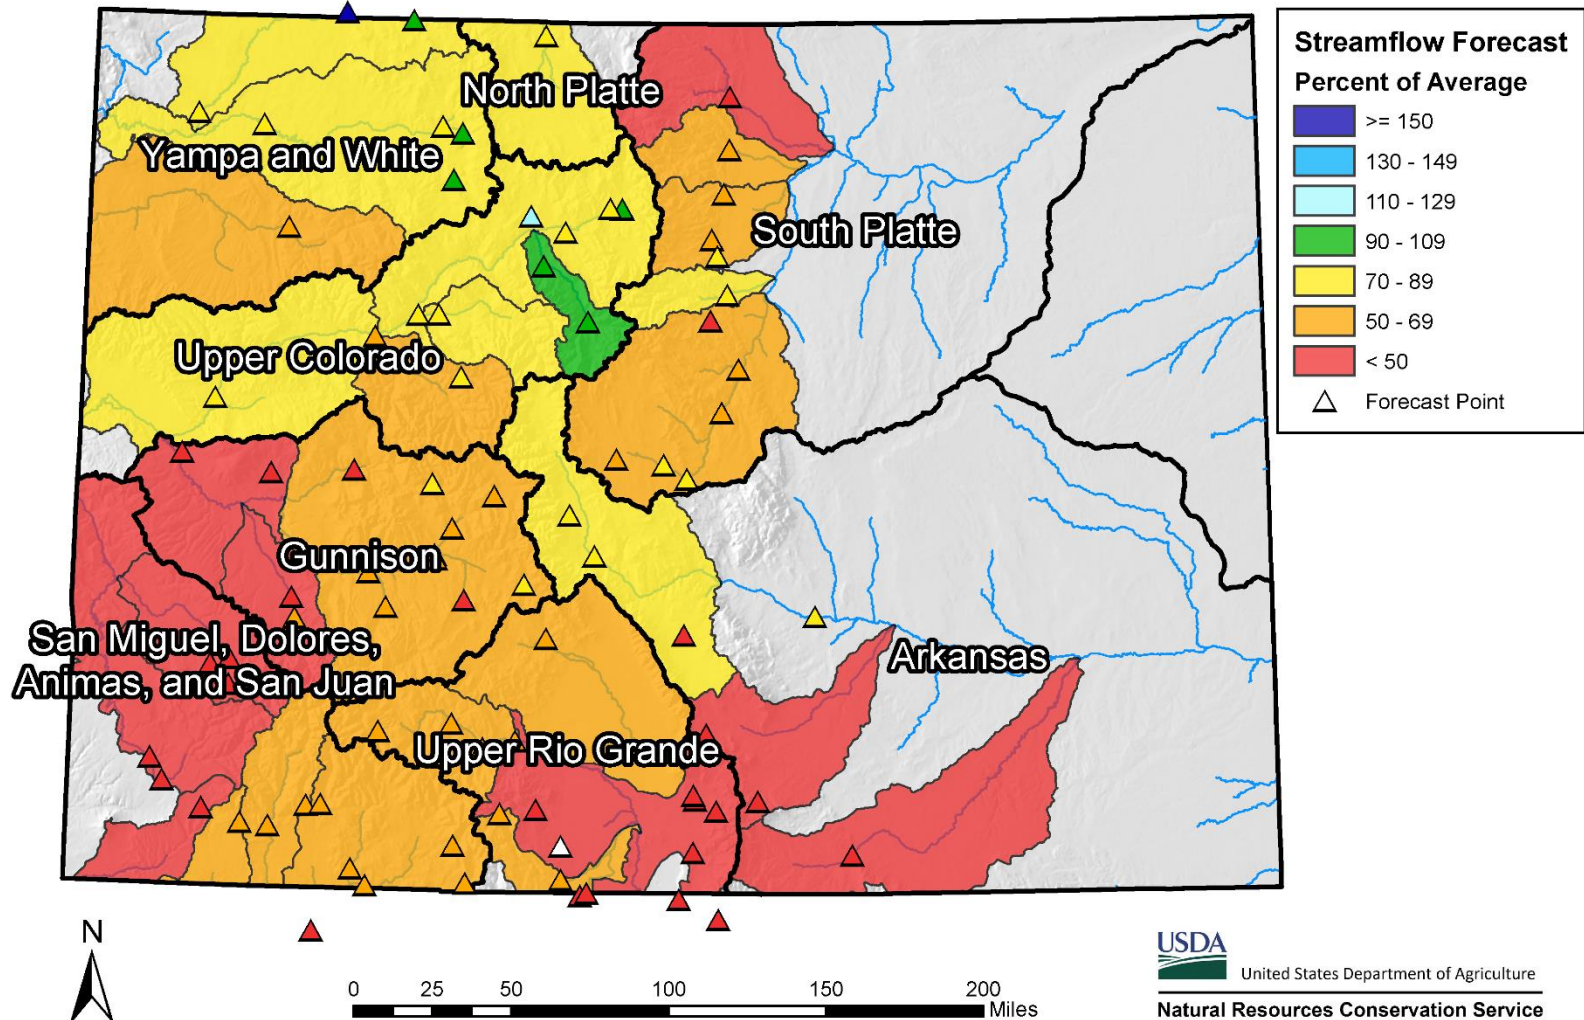 North Platte
Yampa and White
South Platte
Upper Colorado
Gunnison
San Miguel, Dolores,
Animas, and San Juan
Arkansas
Upper Rio Grande
Streamflow Forecast
Percent of Average
>= 150
130 - 149
110 - 129
90 - 109
70 - 89
50 - 69
< 50
Forecast Point
N
0 25 50 100 150 200
Miles
USDA
United States Department of Agriculture
Natural Resources Conservation Service